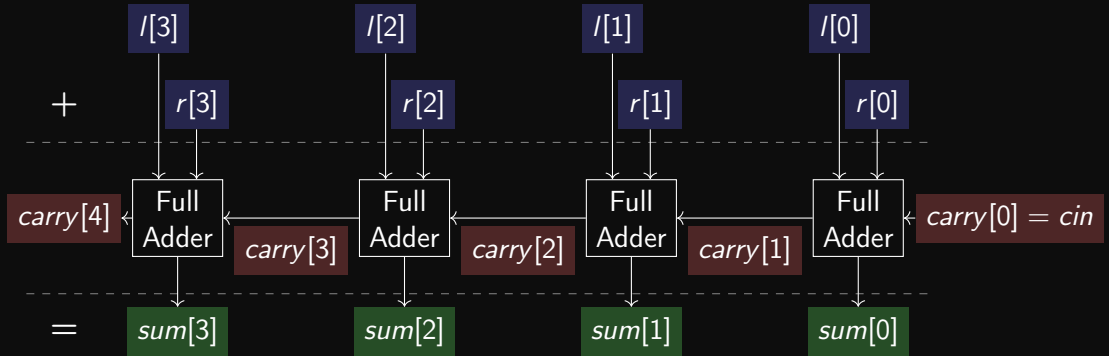 l[3] l[2] l[1] l[0]
+ r[3] r[2] r[1] r[0]
carry[4] Full Adder Full Adder Full Adder Full Adder carry[0] = cin
carry[3] carry[2] carry[1]
= sum[3] sum[2] sum[1] sum[0]